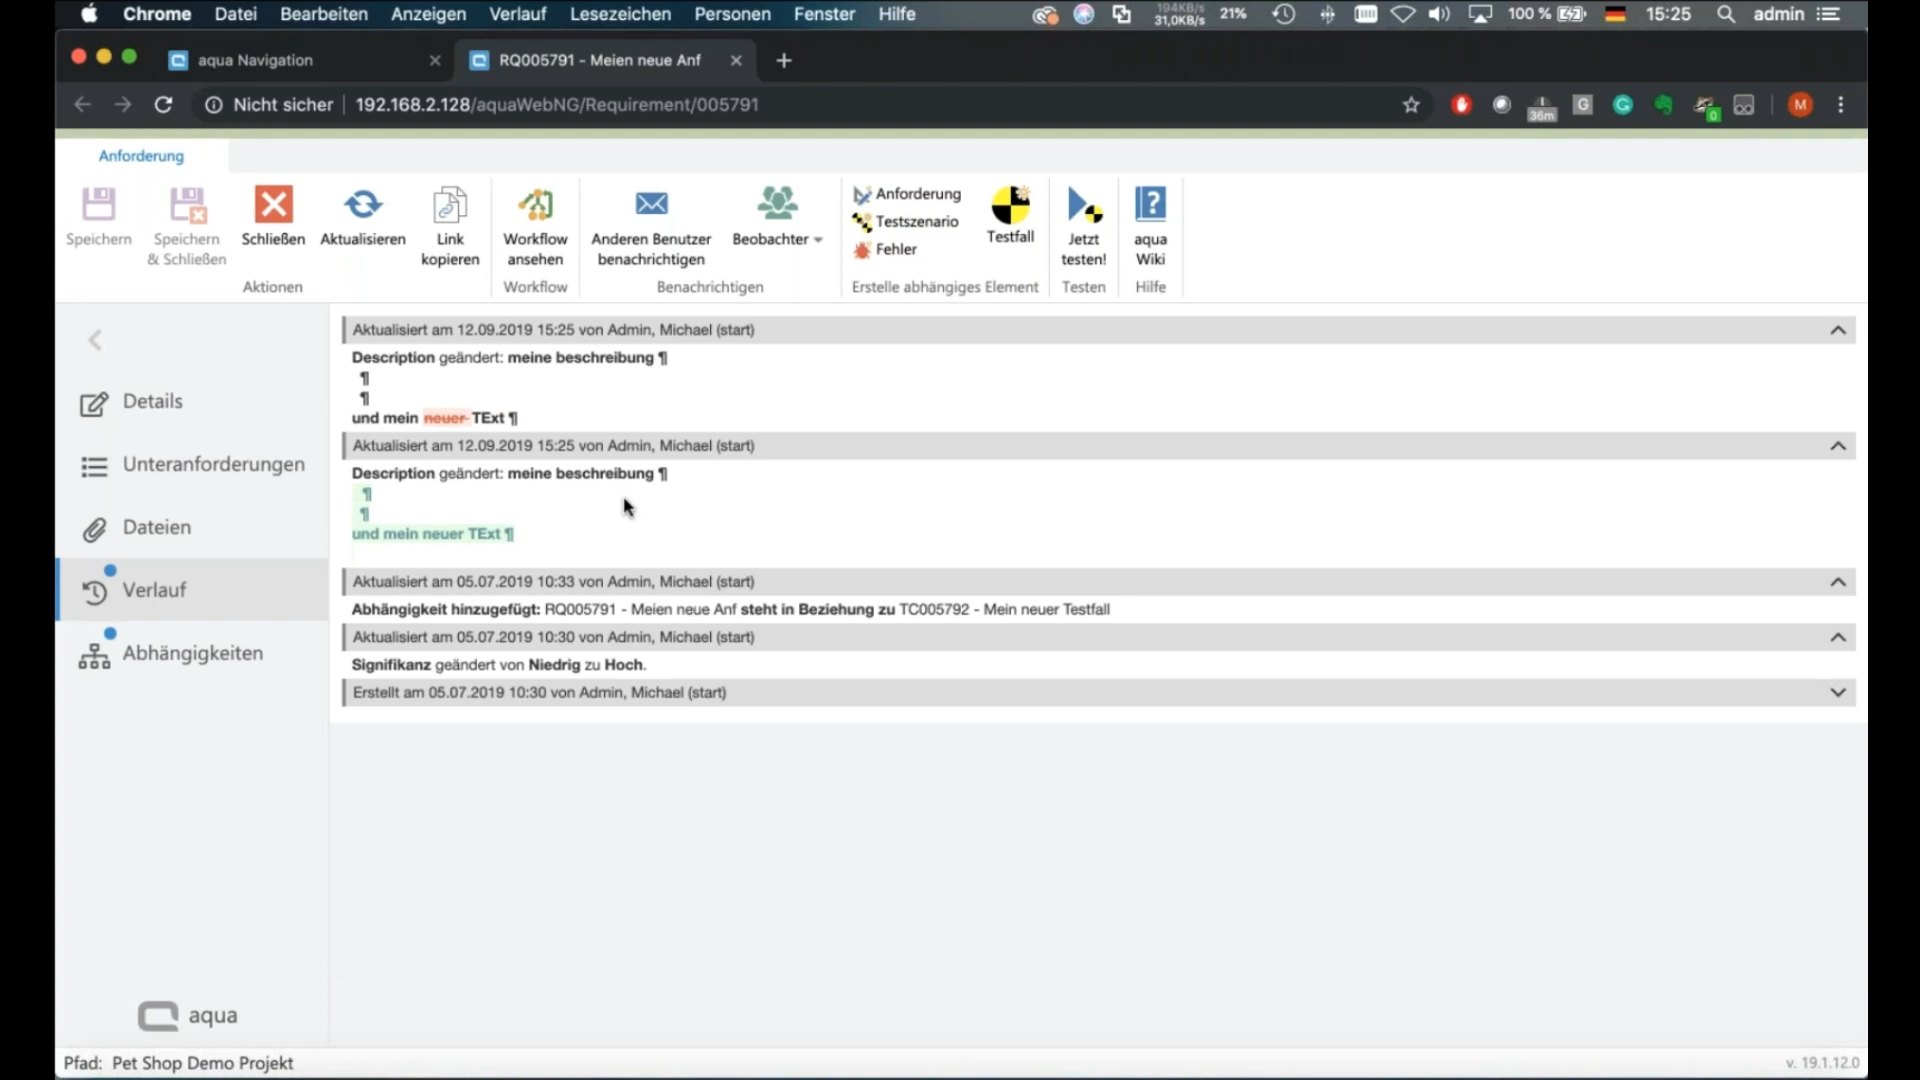 Chrome Datei Bearbeiten Anzeigen Verlauf Lesezeichen Personen Fenster Hilfe 194KB/s 31,0KB/s 21% 100 % 15:25 admin
aqua Navigation RQ005791 - Meien neue Anf
Nicht sicher 192.168.2.128/aquaWebNG/Requirement/005791 36m G 0 M
Anforderung
Speichern
Speichern
& Schließen
Schließen
Aktualisieren
Link
kopieren
Aktionen
Workflow
ansehen
Workflow
Anderen Benutzer
benachrichtigen
Beobachter
Benachrichtigen
Anforderung
Testszenario
Fehler
Testfall
Erstelle abhängiges Element
Jetzt
testen!
Testen
?
aqua
Wiki
Hilfe
Details
Unteranforderungen
Dateien
Verlauf
Abhängigkeiten
Aktualisiert am 12.09.2019 15:25 von Admin, Michael (start)
Description geändert: meine beschreibung ¶
¶
¶
und mein neuer TExt ¶
Aktualisiert am 12.09.2019 15:25 von Admin, Michael (start)
Description geändert: meine beschreibung ¶
¶
¶
und mein neuer TExt ¶
Aktualisiert am 05.07.2019 10:33 von Admin, Michael (start)
Abhängigkeit hinzugefügt: RQ005791 - Meien neue Anf steht in Beziehung zu TC005792 - Mein neuer Testfall
Aktualisiert am 05.07.2019 10:30 von Admin, Michael (start)
Signifikanz geändert von Niedrig zu Hoch.
Erstellt am 05.07.2019 10:30 von Admin, Michael (start)
aqua
Pfad: Pet Shop Demo Projekt
v. 19.1.12.0